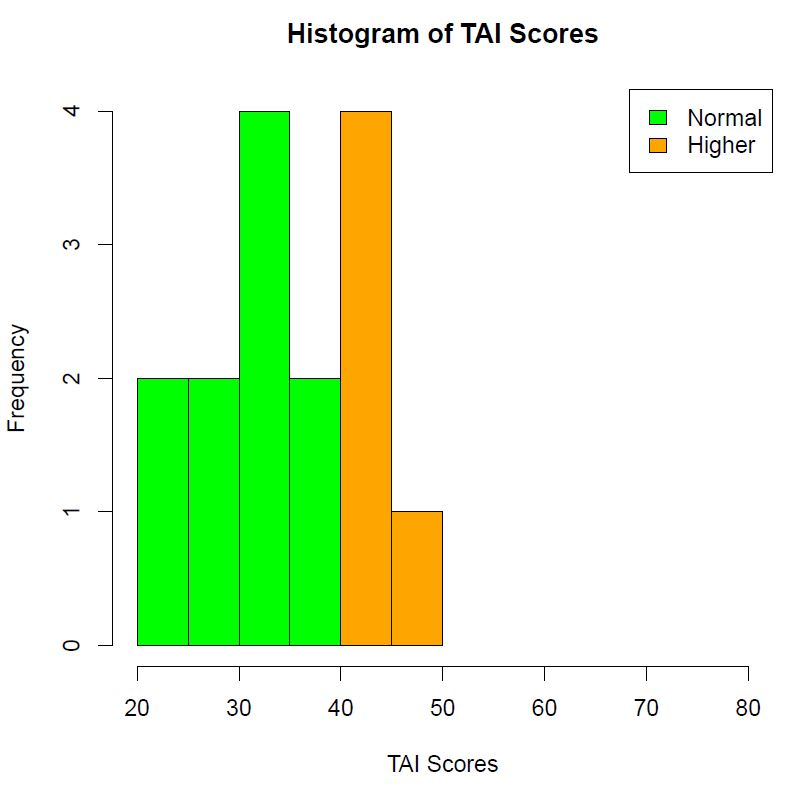 Histogram of TAI Scores
Normal
Higher
4
3
2
1
0
Frequency
20 30 40 50 60 70 80
TAI Scores